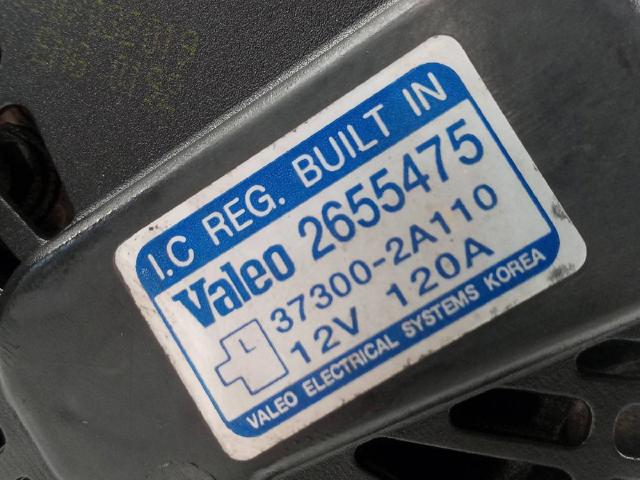 I.C REG. BUILT IN
Valeo 2655475
37300-2A110
L 12V 120A
VALEO ELECTRICAL SYSTEMS KOREA